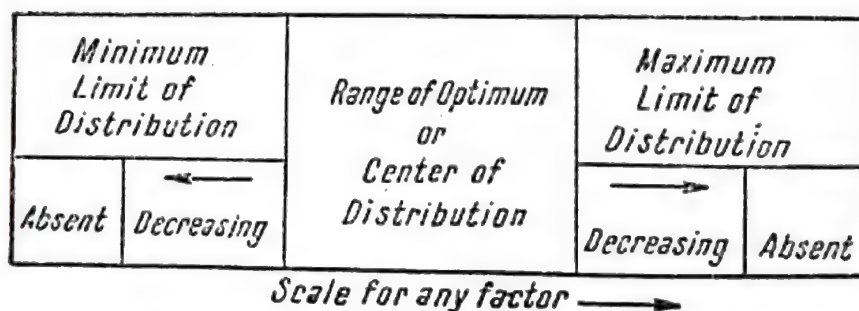 Minimum
Limit of
Distribution
Range of Optimum
or
Center of
Distribution
Maximum
Limit of
Distribution
Absent
Decreasing
Decreasing
Absent
Scale for any factor